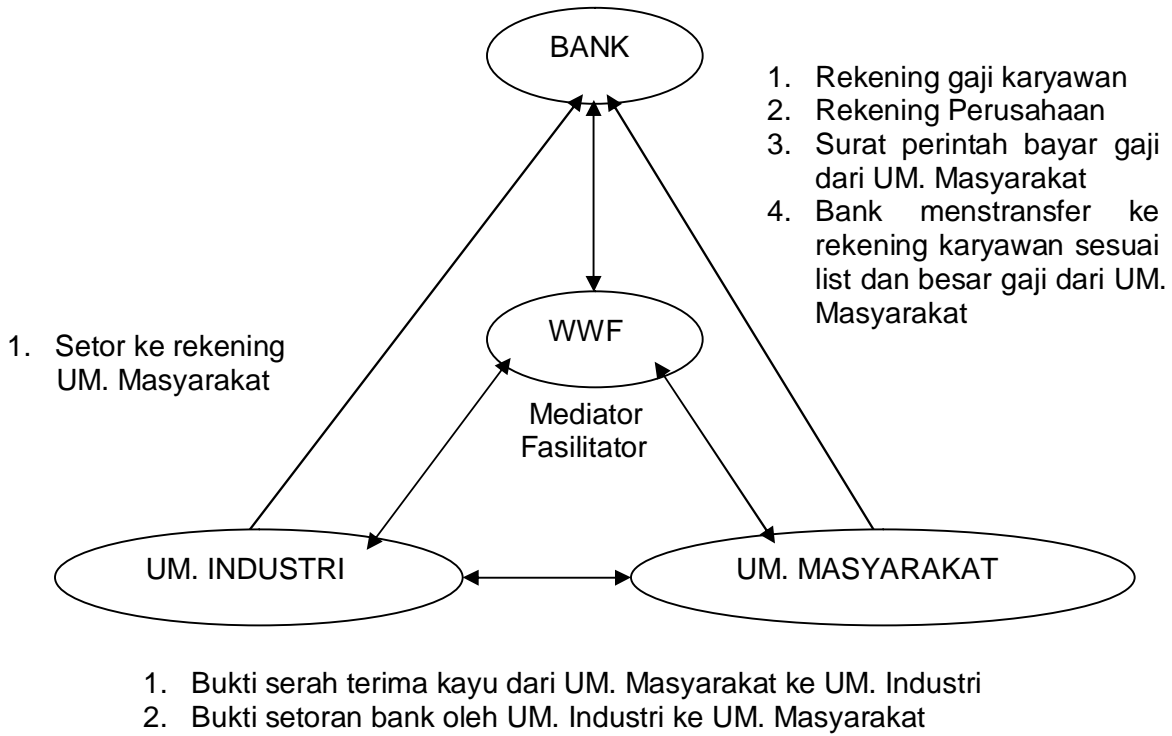 BANK
1. Rekening gaji karyawan
2. Rekening Perusahaan
3. Surat perintah bayar gaji
dari UM. Masyarakat
4. Bank menstransfer ke
rekening karyawan sesuai
list dan besar gaji dari UM.
Masyarakat
WWF
1. Setor ke rekening
UM. Masyarakat
Mediator
Fasilitator
UM. INDUSTRI
UM. MASYARAKAT
1. Bukti serah terima kayu dari UM. Masyarakat ke UM. Industri
2. Bukti setoran bank oleh UM. Industri ke UM. Masyarakat